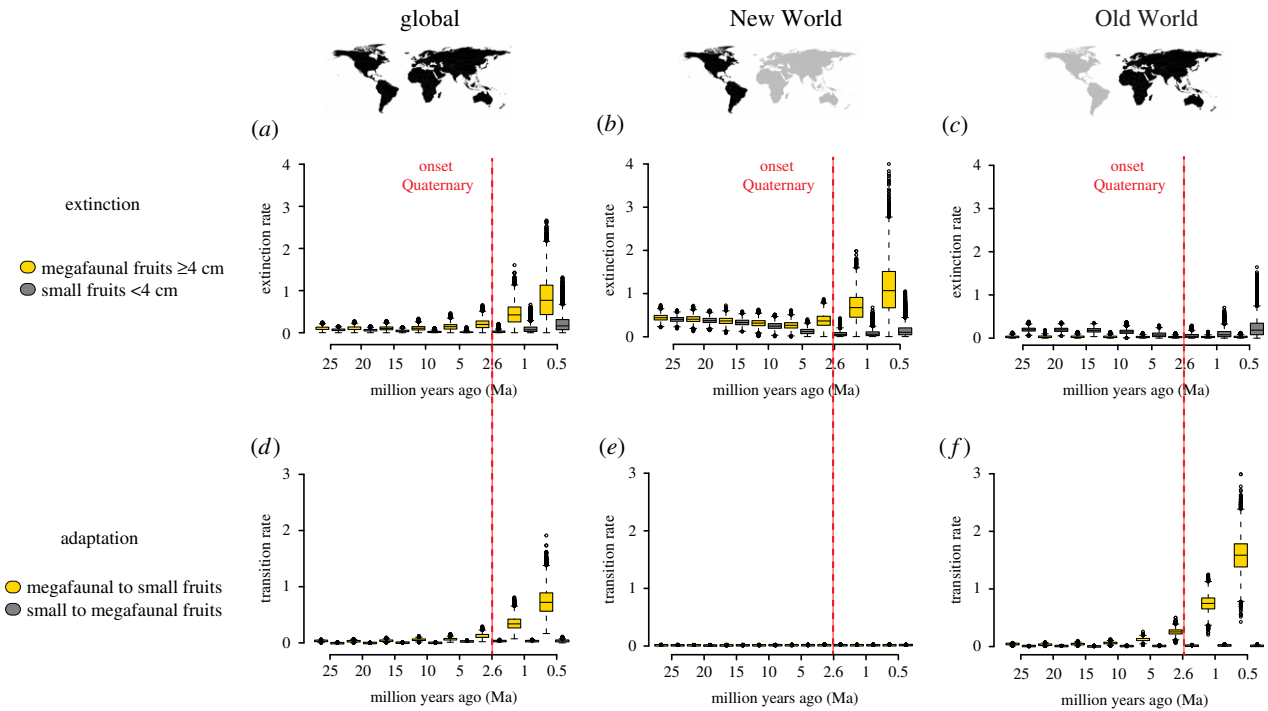 global
New World
Old World
(a)
(b)
(c)
extinction
megafaunal fruits ≥4 cm
small fruits <4 cm
onset
Quaternary
extinction rate
4
3
2
1
0
25 20 15 10 5 2.6 1 0.5
million years ago (Ma)
onset
Quaternary
extinction rate
4
3
2
1
0
25 20 15 10 5 2.6 1 0.5
million years ago (Ma)
onset
Quaternary
extinction rate
4
3
2
1
0
25 20 15 10 5 2.6 1 0.5
million years ago (Ma)
(d)
(e)
(f)
adaptation
megafaunal to small fruits
small to megafaunal fruits
transition rate
3
2
1
0
25 20 15 10 5 2.6 1 0.5
million years ago (Ma)
transition rate
3
2
1
0
25 20 15 10 5 2.6 1 0.5
million years ago (Ma)
transition rate
3
2
1
0
25 20 15 10 5 2.6 1 0.5
million years ago (Ma)